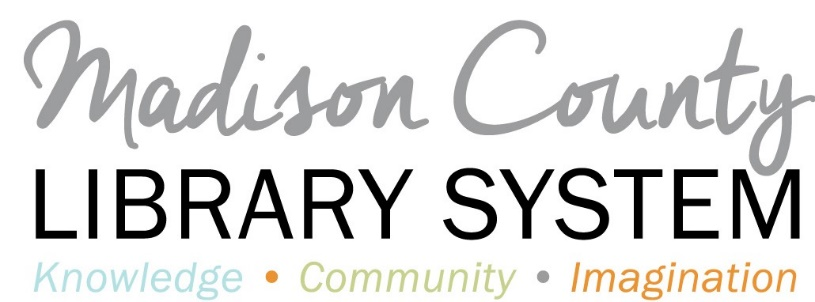 Madison County
LIBRARY SYSTEM
Knowledge • Community • Imagination